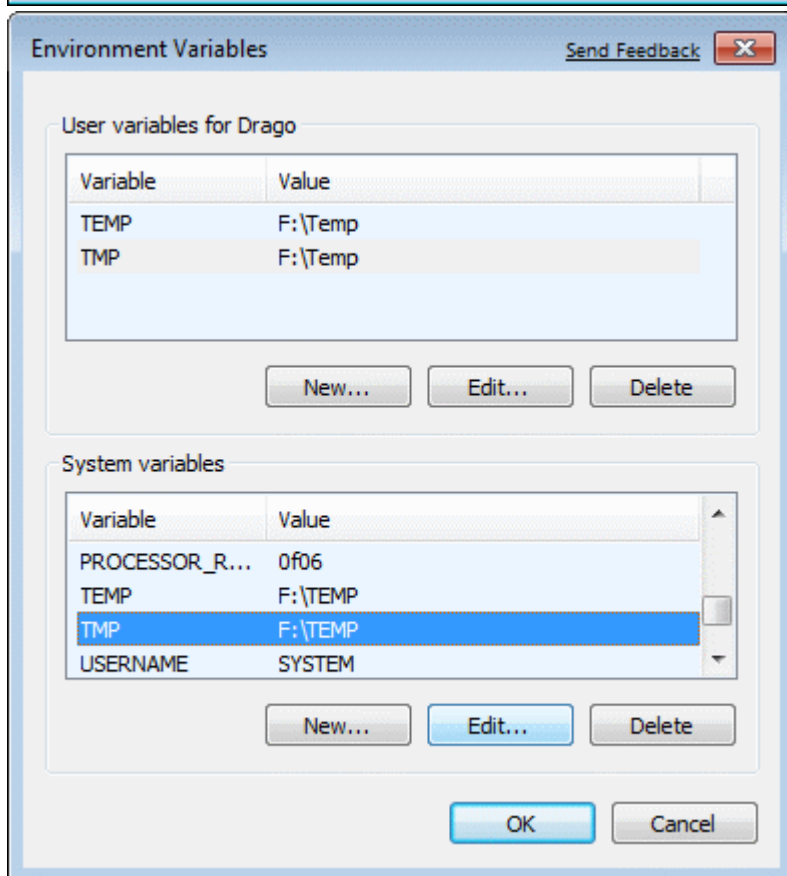 Environment Variables Send Feedback
User variables for Drago
Variable Value
TEMP F:\Temp
TMP F:\Temp
New... Edit... Delete
System variables
Variable Value
PROCESSOR_R... 0f06
TEMP F:\TEMP
TMP F:\TEMP
USERNAME SYSTEM
New... Edit... Delete
OK Cancel